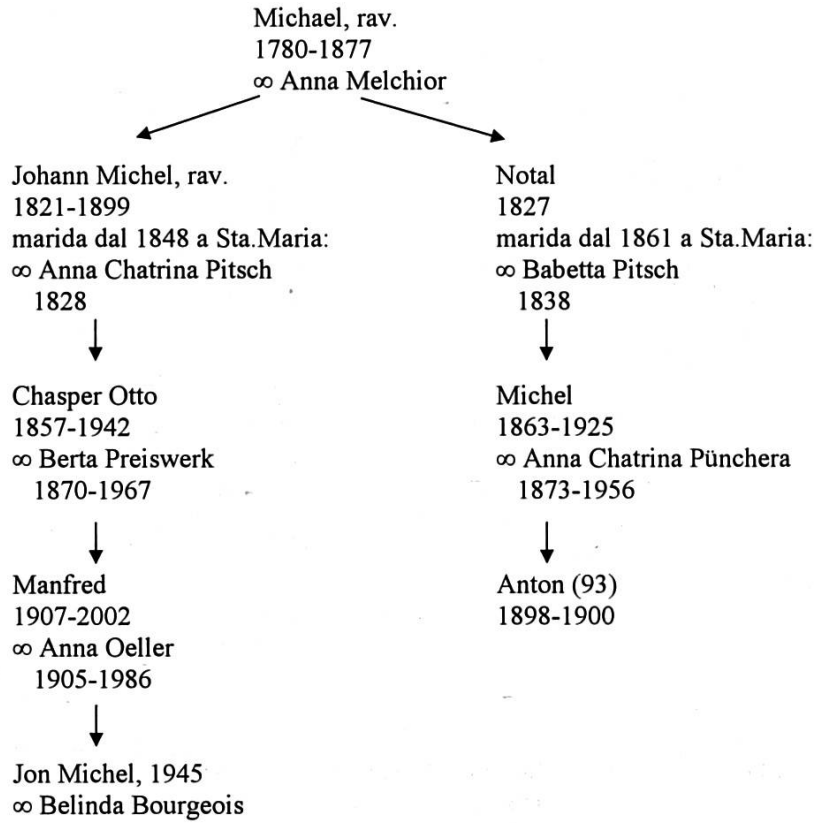 Michael, rav.
1780-1877
∞ Anna Melchior
Johann Michel, rav.
1821-1899
marida dal 1848 a Sta.Maria:
∞ Anna Chatrina Pitsch
1828
Chasper Otto
1857-1942
∞ Berta Preiswerk
1870-1967
Manfred
1907-2002
∞ Anna Oeller
1905-1986
Jon Michel, 1945
∞ Belinda Bourgeois
Notal
1827
marida dal 1861 a Sta.Maria:
∞ Babetta Pitsch
1838
Michel
1863-1925
∞ Anna Chatrina Pünchera
1873-1956
Anton (93)
1898-1900